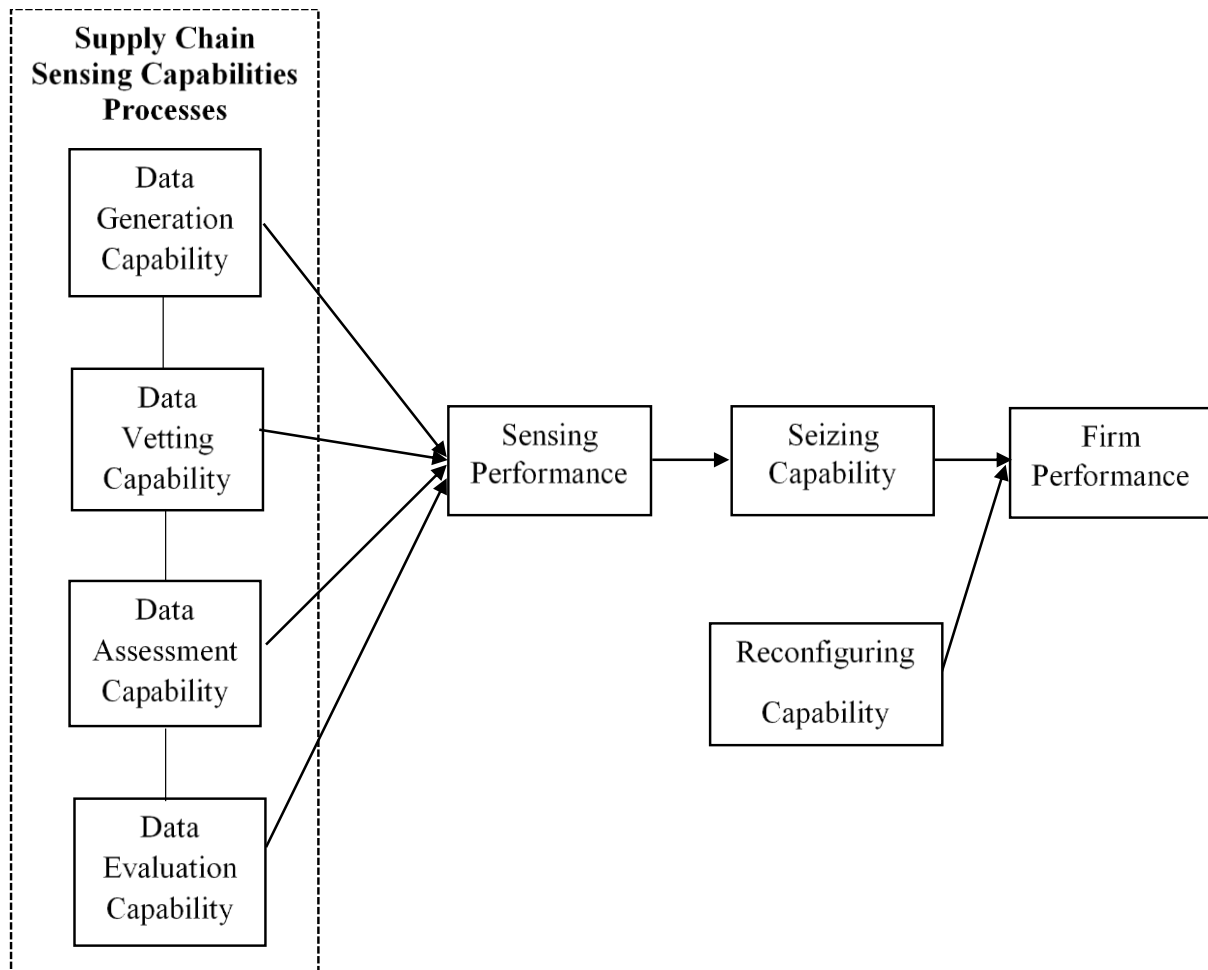 Supply Chain
Sensing Capabilities
Processes
Data
Generation
Capability
Data
Vetting
Capability
Data
Assessment
Capability
Data
Evaluation
Capability
Sensing
Performance
Seizing
Capability
Firm
Performance
Reconfiguring
Capability